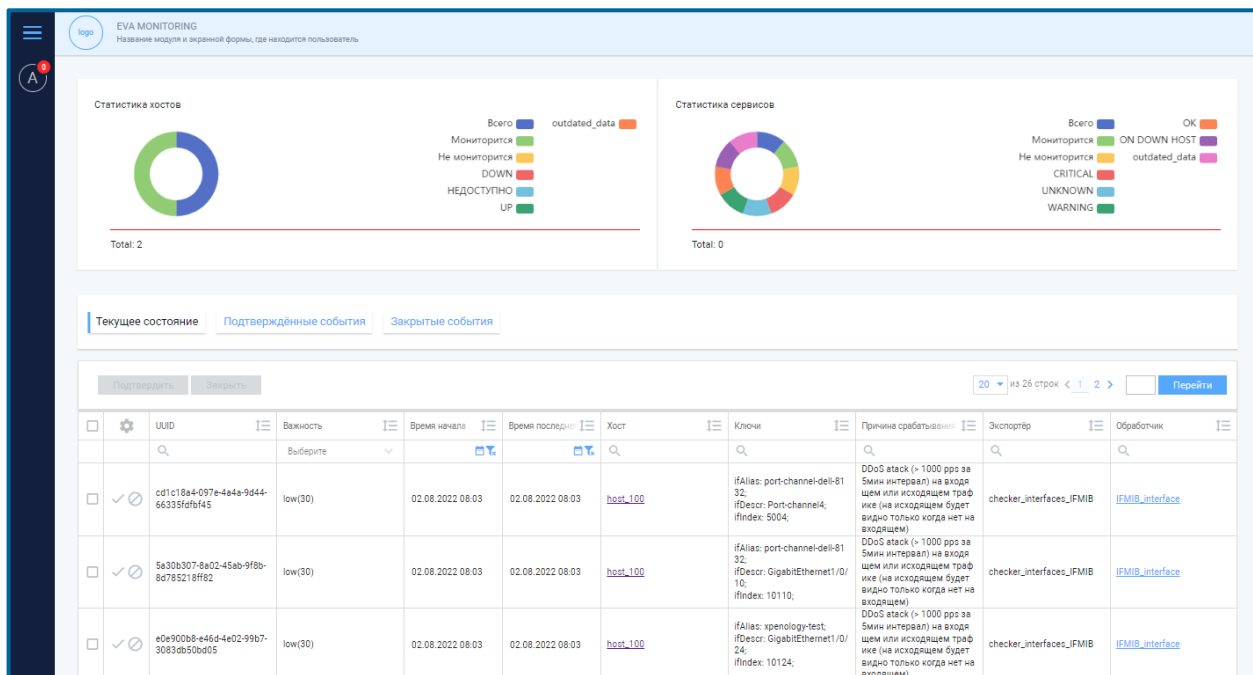 logo
EVA MONITORING
Название модуля и экранной формы, где находится пользователь
A
0
Статистика хостов
Всего
outdated_data
Мониторится
Не мониторится
DOWN
НЕДОСТУПНО
UP
Total: 2
Статистика сервисов
Всего
OK
Мониторится
ON DOWN HOST
Не мониторится
outdated_data
CRITICAL
UNKNOWN
WARNING
Total: 0
Текущее состояние
Подтверждённые события
Закрытые события
Подтвердить
Закрыть
20
из 26 строк
1
2
Перейти
UUID
Важность
Время начала
Время последне
Хост
Ключи
Причина срабатывани
Экспортёр
Обработчик
Выберите
cd1c18a4-097e-4a4a-9d44-
66335fdfbf45
low(30)
02.08.2022 08:03
02.08.2022 08:03
host_100
ifAlias: port-channel-dell-81
32;
ifDescr: Port-channel4;
ifIndex: 5004;
DDoS atack (> 1000 pps за
5мин интервал) на входя
щем или исходящем траф
ике (на исходящем будет
видно только когда нет на
входящем)
checker_interfaces_IFMIB
IFMIB_interface
5a30b307-8a02-45ab-9f8b-
8d785218ff82
low(30)
02.08.2022 08:03
02.08.2022 08:03
host_100
ifAlias: port-channel-dell-81
32;
ifDescr: GigabitEthernet1/0/
10;
ifIndex: 10110;
DDoS atack (> 1000 pps за
5мин интервал) на входя
щем или исходящем траф
ике (на исходящем будет
видно только когда нет на
входящем)
checker_interfaces_IFMIB
IFMIB_interface
e0e900b8-e46d-4e02-99b7-
3083db50bd05
low(30)
02.08.2022 08:03
02.08.2022 08:03
host_100
ifAlias: xpenology-test;
ifDescr: GigabitEthernet1/0/
24;
ifIndex: 10124;
DDoS atack (> 1000 pps за
5мин интервал) на входя
щем или исходящем траф
ике (на исходящем будет
видно только когда нет на
входящем)
checker_interfaces_IFMIB
IFMIB_interface